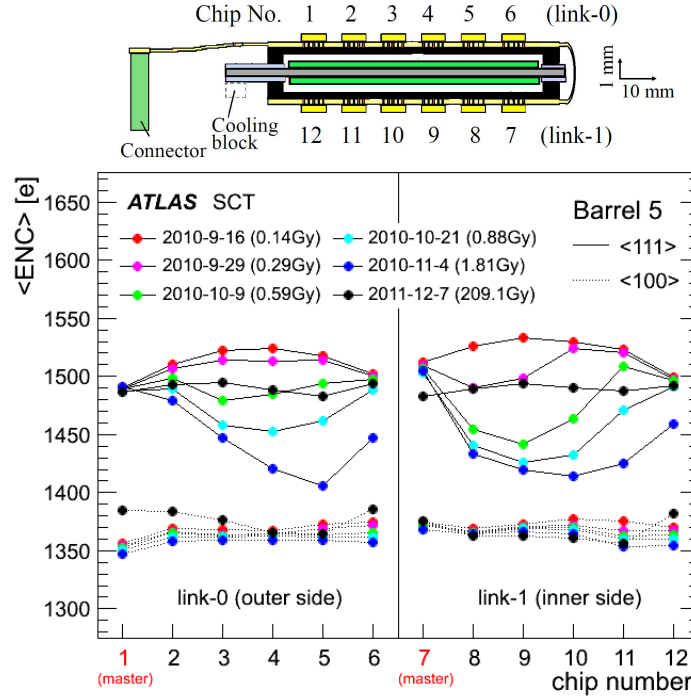 Chip No. 1 2 3 4 5 6 (link-0)
1 mm
10 mm
Cooling
block
Connector
12 11 10 9 8 7 (link-1)
<ENC> [e]
1650
1600
1550
1500
1450
1400
1350
1300
ATLAS SCT
2010-9-16 (0.14Gy)
2010-9-29 (0.29Gy)
2010-10-9 (0.59Gy)
2010-10-21 (0.88Gy)
2010-11-4 (1.81Gy)
2011-12-7 (209.1Gy)
Barrel 5
<111>
<100>
link-0 (outer side)
link-1 (inner side)
1 2 3 4 5 6 7 8 9 10 11 12
(master) (master)
chip number